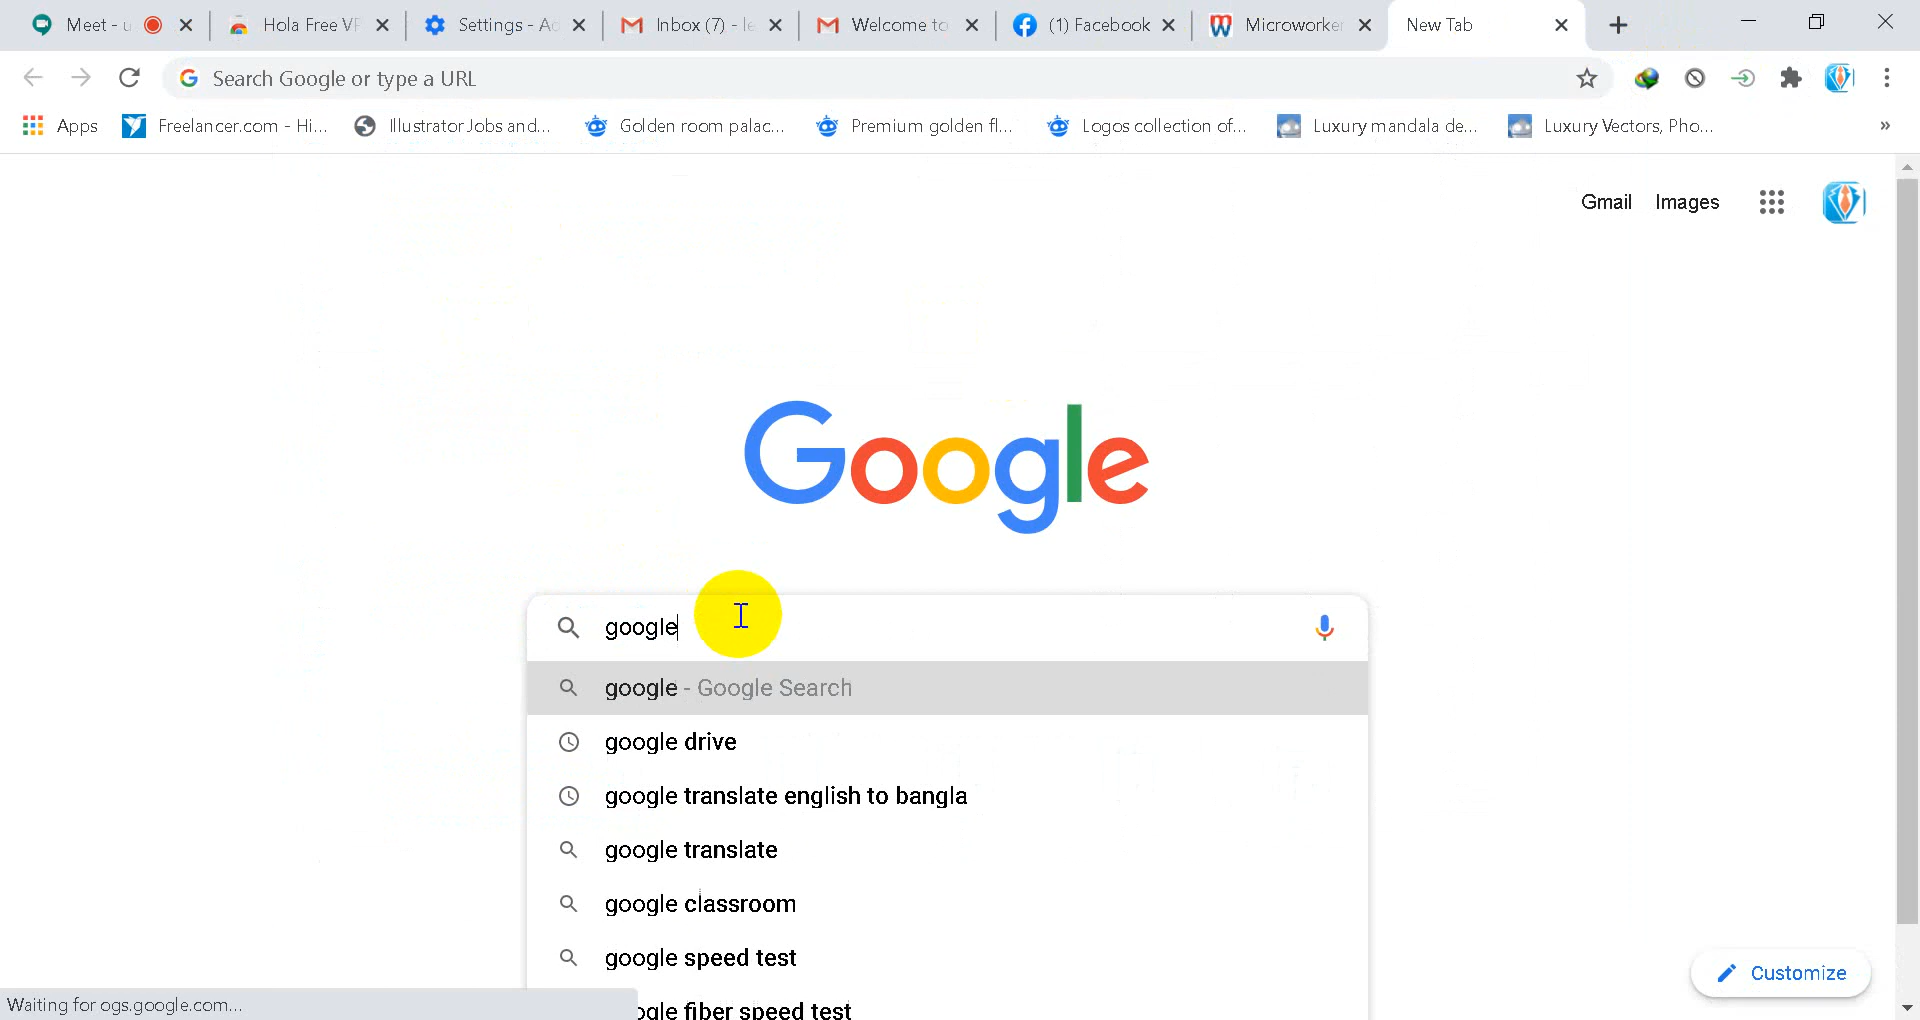 Meet - u
Hola Free VP
Settings - Ad
Inbox (7) - le
Welcome to
(1) Facebook
Microworker
New Tab
Search Google or type a URL
Apps
Freelancer.com - Hi...
Illustrator Jobs and...
Golden room palac...
Premium golden fl...
Logos collection of...
Luxury mandala de...
Luxury Vectors, Pho...
»
Gmail
Images
Google
google
google - Google Search
google drive
google translate english to bangla
google translate
google classroom
google speed test
ogle fiber speed test
Customize
Waiting for ogs.google.com...